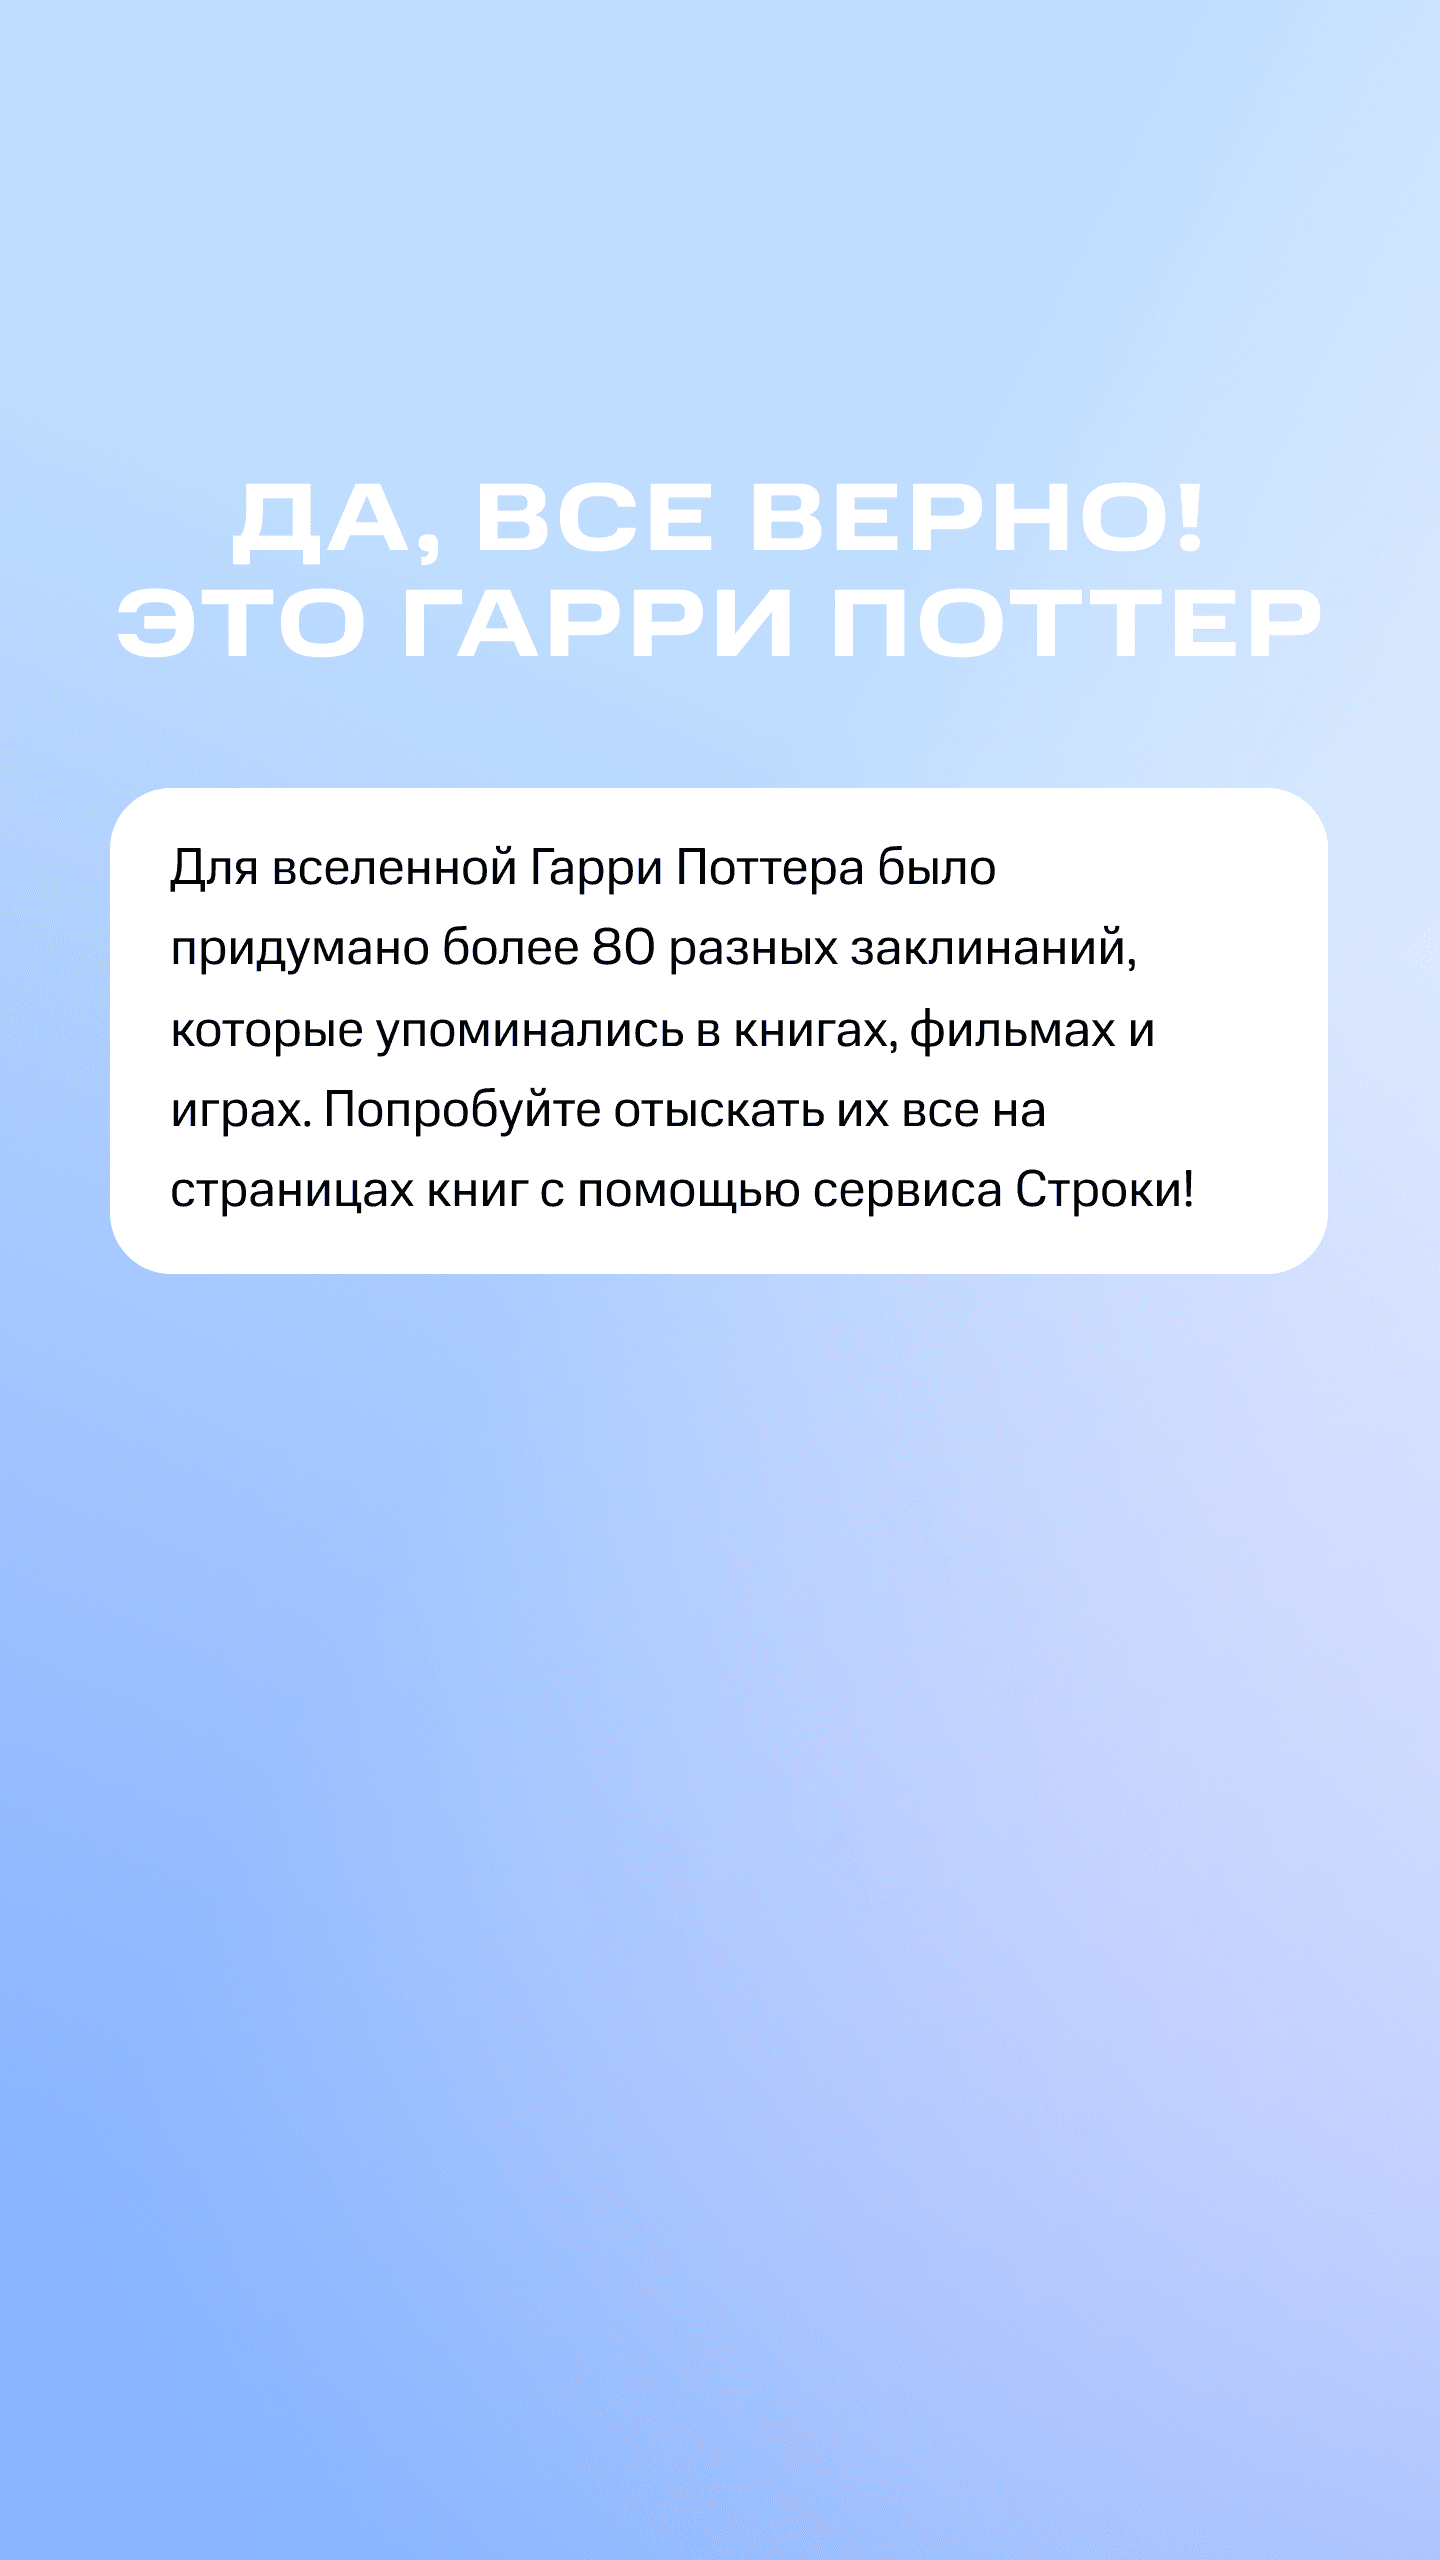 ДА, ВСЕ ВЕРНО!
ЭТО ГАРРИ ПОТТЕР
Для вселенной Гарри Поттера было
придумано более 80 разных заклинаний,
которые упоминались в книгах, фильмах и
играх. Попробуйте отыскать их все на
страницах книг с помощью сервиса Строки!